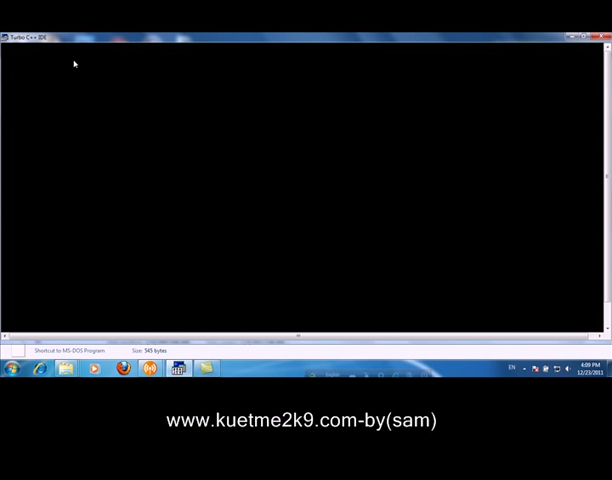 Turbo C++ IDE
Shortcut to MS-DOS Program Size: 545 bytes
EN
4:09 PM
12/23/2011
www.kuetme2k9.com-by(sam)